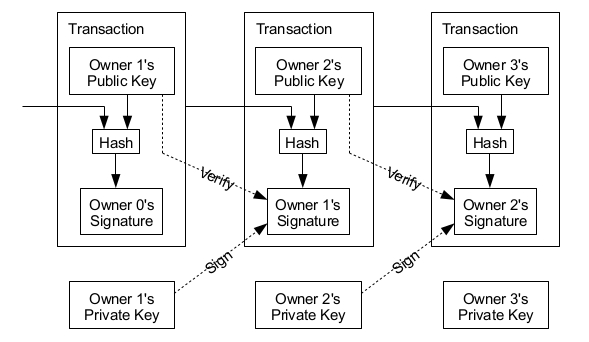 Transaction
Owner 1's
Public Key
Hash
Owner 0's
Signature
Transaction
Owner 2's
Public Key
Hash
Owner 1's
Signature
Transaction
Owner 3's
Public Key
Hash
Owner 2's
Signature
Verify
Verify
Sign
Sign
Owner 1's
Private Key
Owner 2's
Private Key
Owner 3's
Private Key